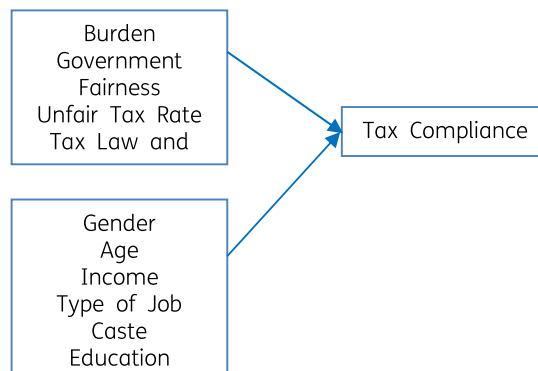 Burden
Government
Fairness
Unfair Tax Rate
Tax Law and
Tax Compliance
Gender
Age
Income
Type of Job
Caste
Education